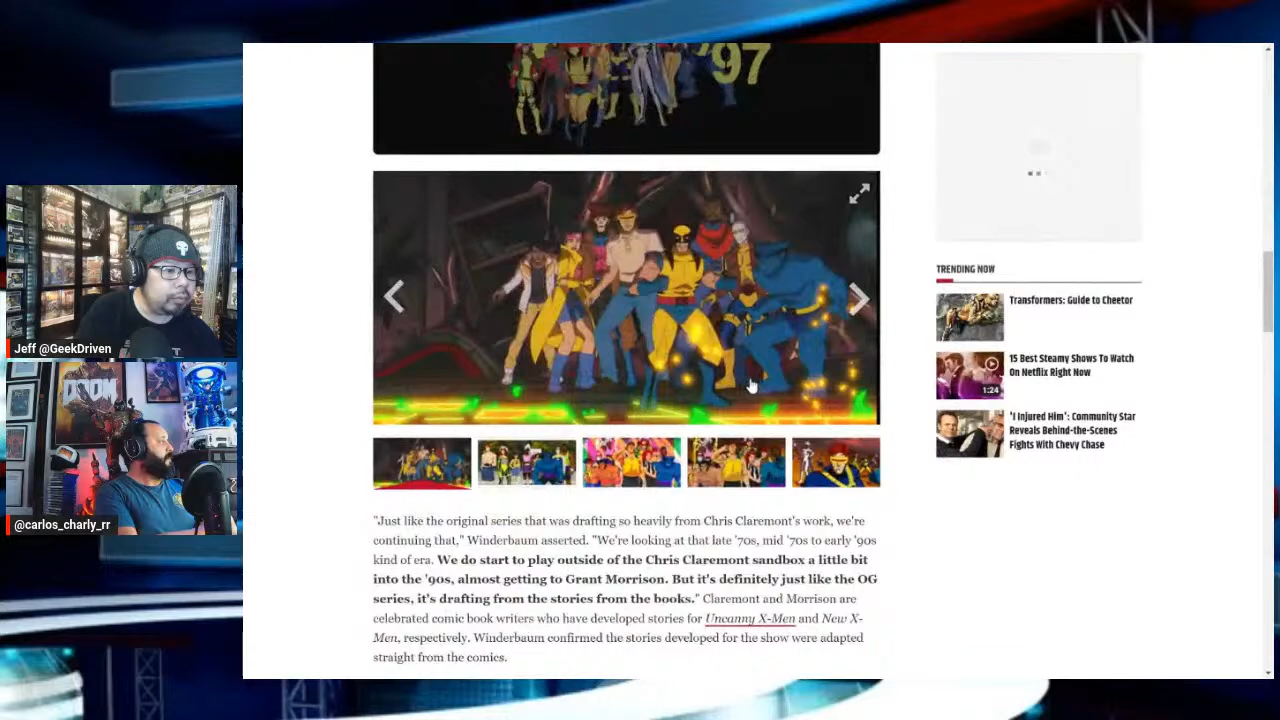 '97
TRENDING NOW
Transformers: Guide to Cheetor
15 Best Steamy Shows To Watch
On Netflix Right Now
1:24
'I Injured Him': Community Star
Reveals Behind-the-Scenes
Fights With Chevy Chase
Jeff @GeekDriven
DOOM
@carlos_charly_rr
"Just like the original series that was drafting so heavily from Chris Claremont's work, we're
continuing that," Winderbaum asserted. "We're looking at that late '70s, mid '70s to early '90s
kind of era. We do start to play outside of the Chris Claremont sandbox a little bit
into the '90s, almost getting to Grant Morrison. But it's definitely just like the OG
series, it's drafting from the stories from the books." Claremont and Morrison are
celebrated comic book writers who have developed stories for Uncanny X-Men and New X-
Men, respectively. Winderbaum confirmed the stories developed for the show were adapted
straight from the comics.